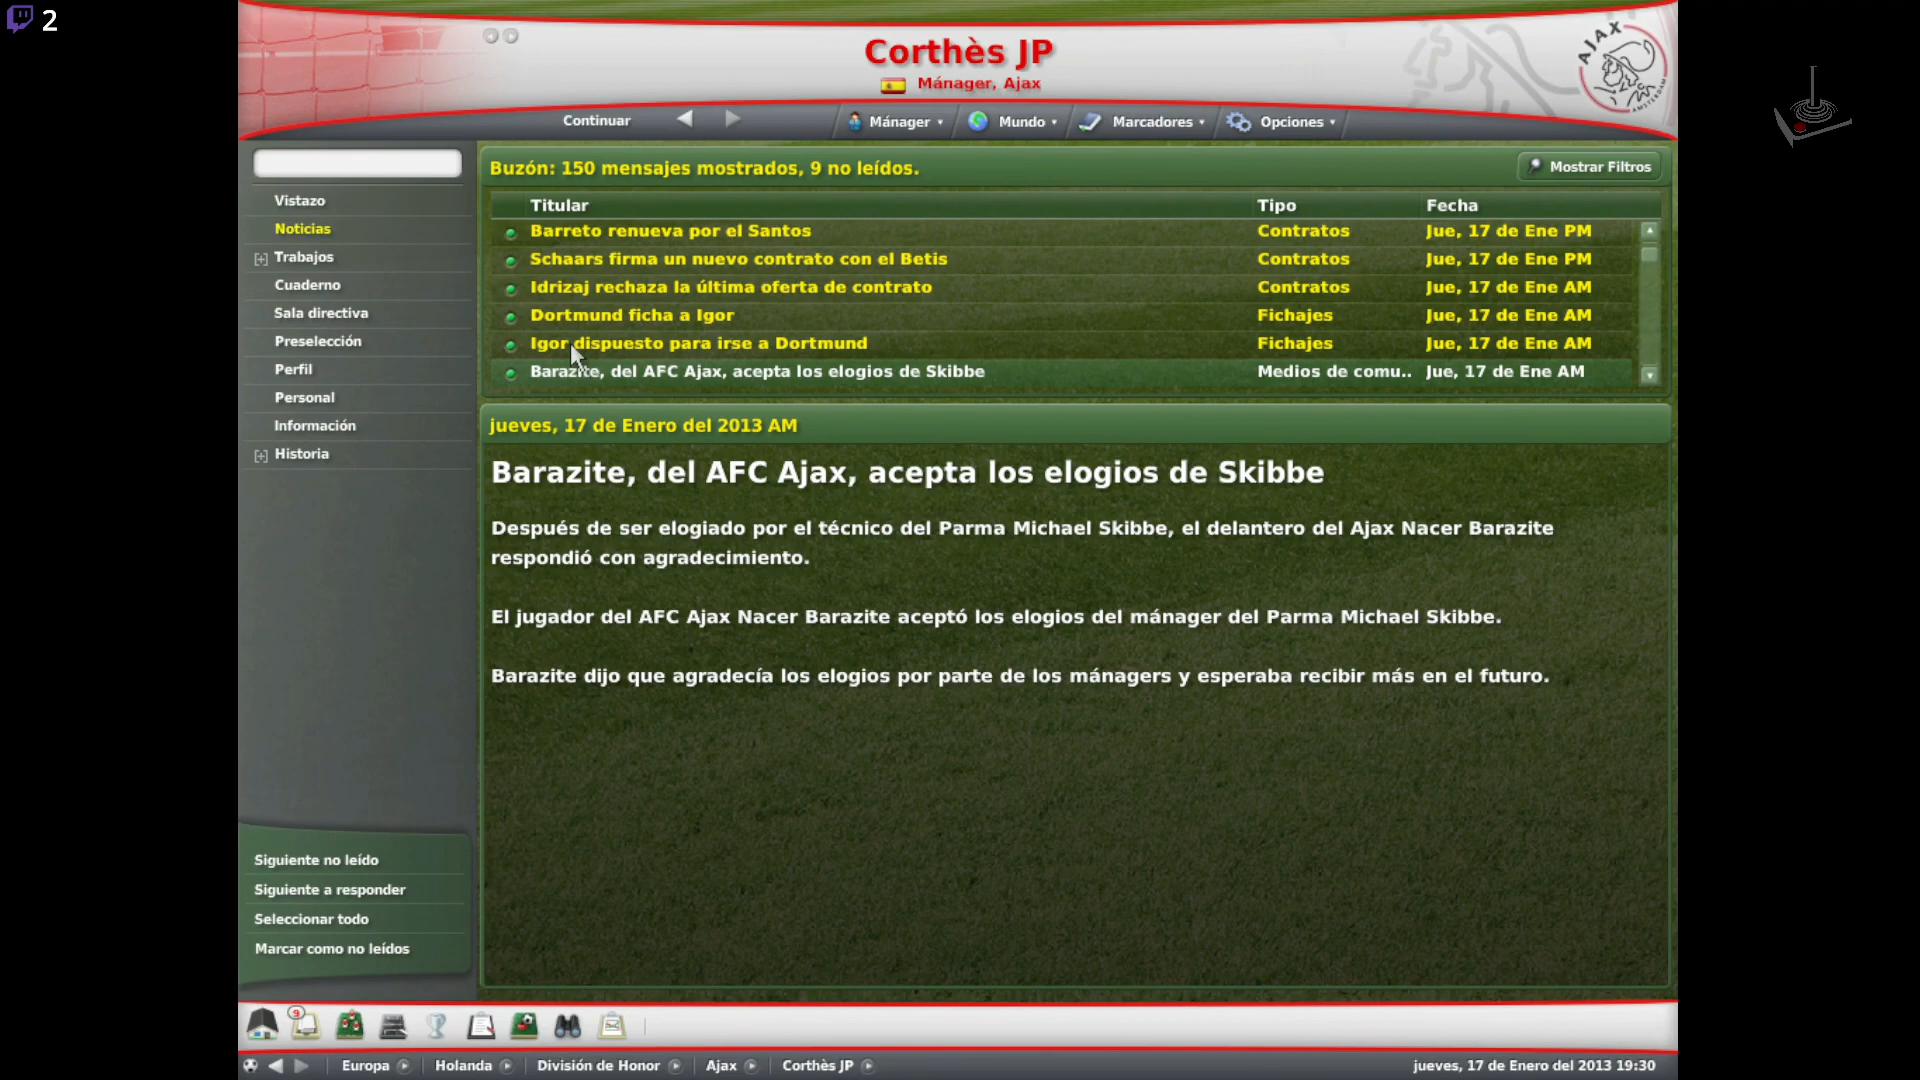 2
Corthès JP
Mánager, Ajax
AJAX
AMSTERDAM
Continuar
Mánager
Mundo
Marcadores
Opciones
Vistazo
Noticias
[+] Trabajos
Cuaderno
Sala directiva
Preselección
Perfil
Personal
Información
[+] Historia
Buzón: 150 mensajes mostrados, 9 no leídos.
Mostrar Filtros
Titular Tipo Fecha
Barreto renueva por el Santos Contratos Jue, 17 de Ene PM
Schaars firma un nuevo contrato con el Betis Contratos Jue, 17 de Ene PM
Idrizaj rechaza la última oferta de contrato Contratos Jue, 17 de Ene AM
Dortmund ficha a Igor Fichajes Jue, 17 de Ene AM
Igor dispuesto para irse a Dortmund Fichajes Jue, 17 de Ene AM
Barazite, del AFC Ajax, acepta los elogios de Skibbe Medios de comu.. Jue, 17 de Ene AM
jueves, 17 de Enero del 2013 AM
Barazite, del AFC Ajax, acepta los elogios de Skibbe
Después de ser elogiado por el técnico del Parma Michael Skibbe, el delantero del Ajax Nacer Barazite
respondió con agradecimiento.
El jugador del AFC Ajax Nacer Barazite aceptó los elogios del mánager del Parma Michael Skibbe.
Barazite dijo que agradecía los elogios por parte de los mánagers y esperaba recibir más en el futuro.
Siguiente no leído
Siguiente a responder
Seleccionar todo
Marcar como no leídos
9
Europa
Holanda
División de Honor
Ajax
Corthès JP
jueves, 17 de Enero del 2013 19:30